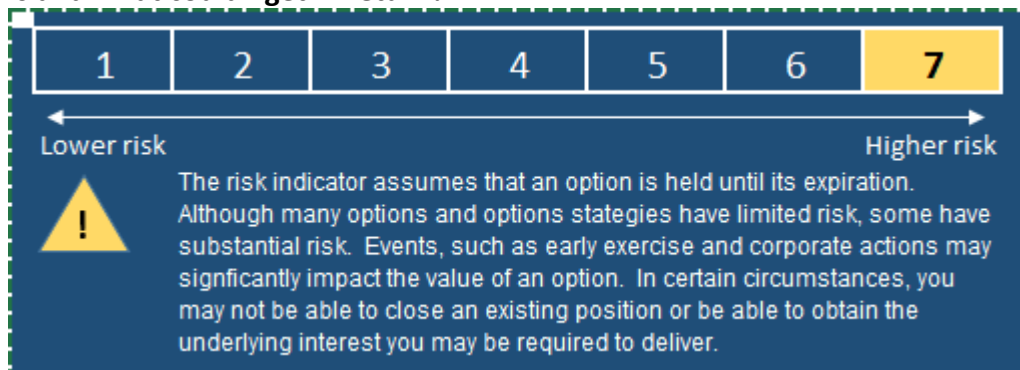 1 2 3 4 5 6 7
Lower risk Higher risk
!
The risk indicator assumes that an option is held until its expiration.
Although many options and options stategies have limited risk, some have
substantial risk.  Events, such as early exercise and corporate actions may
signficantly impact the value of an option.  In certain circumstances, you
may not be able to close an existing position or be able to obtain the
underlying interest you may be required to deliver.